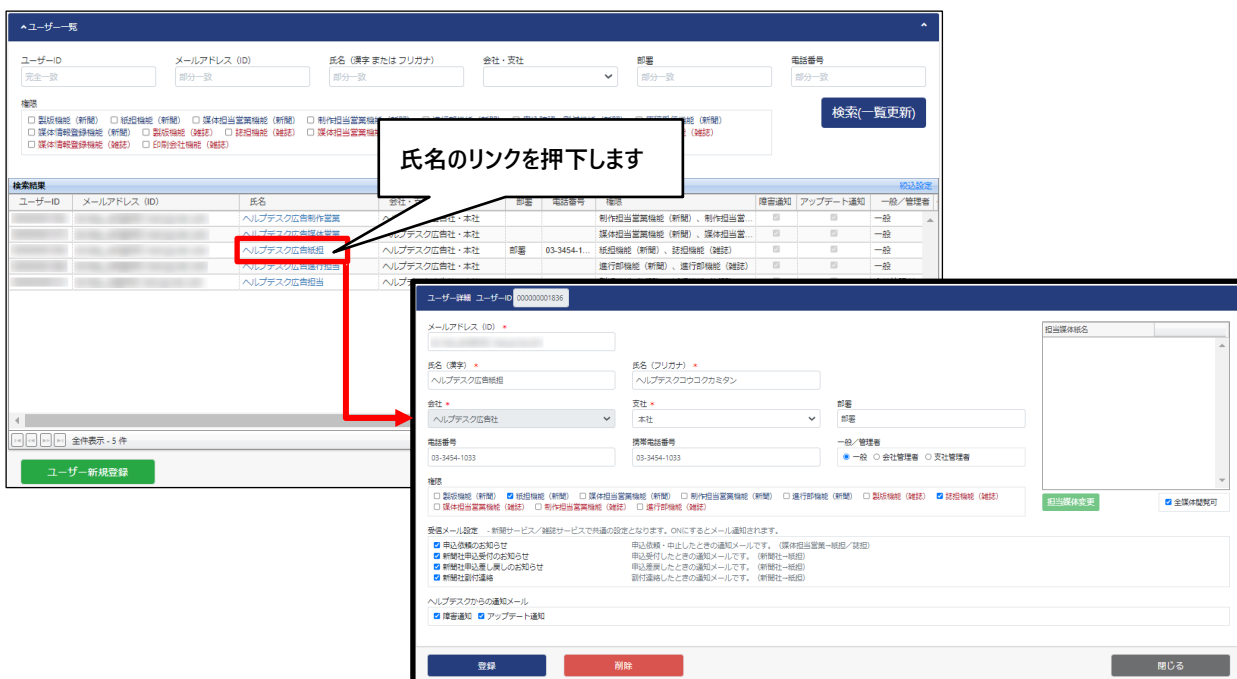 ユーザー一覧
ユーザーID メールアドレス（ID） 氏名（漢字 または フリガナ） 会社・支社 部署 電話番号
完全一致 部分一致 部分一致 部分一致 部分一致
権限
製版機能（新聞） 紙担機能（新聞） 媒体担当営業機能（新聞） 制作担当営業機 能（新聞）
媒体情報登録機能（新聞） 製版機能（雑誌） 誌担機能（雑誌） 媒体担当営業機 （雑誌）
媒体情報登録機能（雑誌） 印刷会社機能（雑誌）
検索(一覧更新)
氏名のリンクを押下します
検索結果 絞込設定
ユーザーID メールアドレス（ID） 氏名 会社・支 部署 電話番号 権限 障害通知 アップデート通知 一般／管理者
ヘルプデスク広告制作営業 ヘルプデスク広告社・本社 制作担当営業機能（新聞）、制作担当営... 一般
ヘルプデスク広告媒体営業 ヘルプデスク広告社・本社 媒体担当営業機能（新聞）、媒体担当営... 一般
ヘルプデスク広告紙担 ヘルプデスク広告社・本社 部署 03-3454-1... 紙担機能（新聞）、誌担機能（雑誌） 一般
ヘルプデスク広告進行担当 ヘルプデスク広告社・本社 進行部機能（新聞）、進行部機能（雑誌） 一般
ヘルプデスク広告担当
全件表示 - 5 件
ユーザー新規登録
ユーザー詳細 ユーザーID 000000001836
メールアドレス（ID） *
担当媒体紙名
氏名（漢字） * 氏名（フリガナ） *
ヘルプデスク広告紙担 ヘルプデスクコウコクカミタン
会社 * 支社 * 部署
ヘルプデスク広告社 本社 部署
電話番号 携帯電話番号 一般／管理者
03-3454-1033 03-3454-1033 一般 会社管理者 支社管理者
権限
製版機能（新聞） 紙担機能（新聞） 媒体担当営業機能（新聞） 制作担当営業機能（新聞） 進行部機能（新聞） 製版機能（雑誌） 誌担機能（雑誌）
媒体担当営業機能（雑誌） 制作担当営業機能（雑誌） 進行部機能（雑誌）
担当媒体変更 全媒体閲覧可
受信メール設定 - 新聞サービス／雑誌サービスで共通の設定となります。ONにするとメール通知されます。
申込依頼のお知らせ 申込依頼・中止したときの通知メールです。（媒体担当営業→紙担／誌担）
新聞社申込受付のお知らせ 申込受付したときの通知メールです。（新聞社→紙担）
新聞社申込差し戻しのお知らせ 申込差戻したときの通知メールです。（新聞社→紙担）
新聞社割付連絡 割付連絡したときの通知メールです。（新聞社→紙担）
ヘルプデスクからの通知メール
障害通知 アップデート通知
登録 削除 閉じる